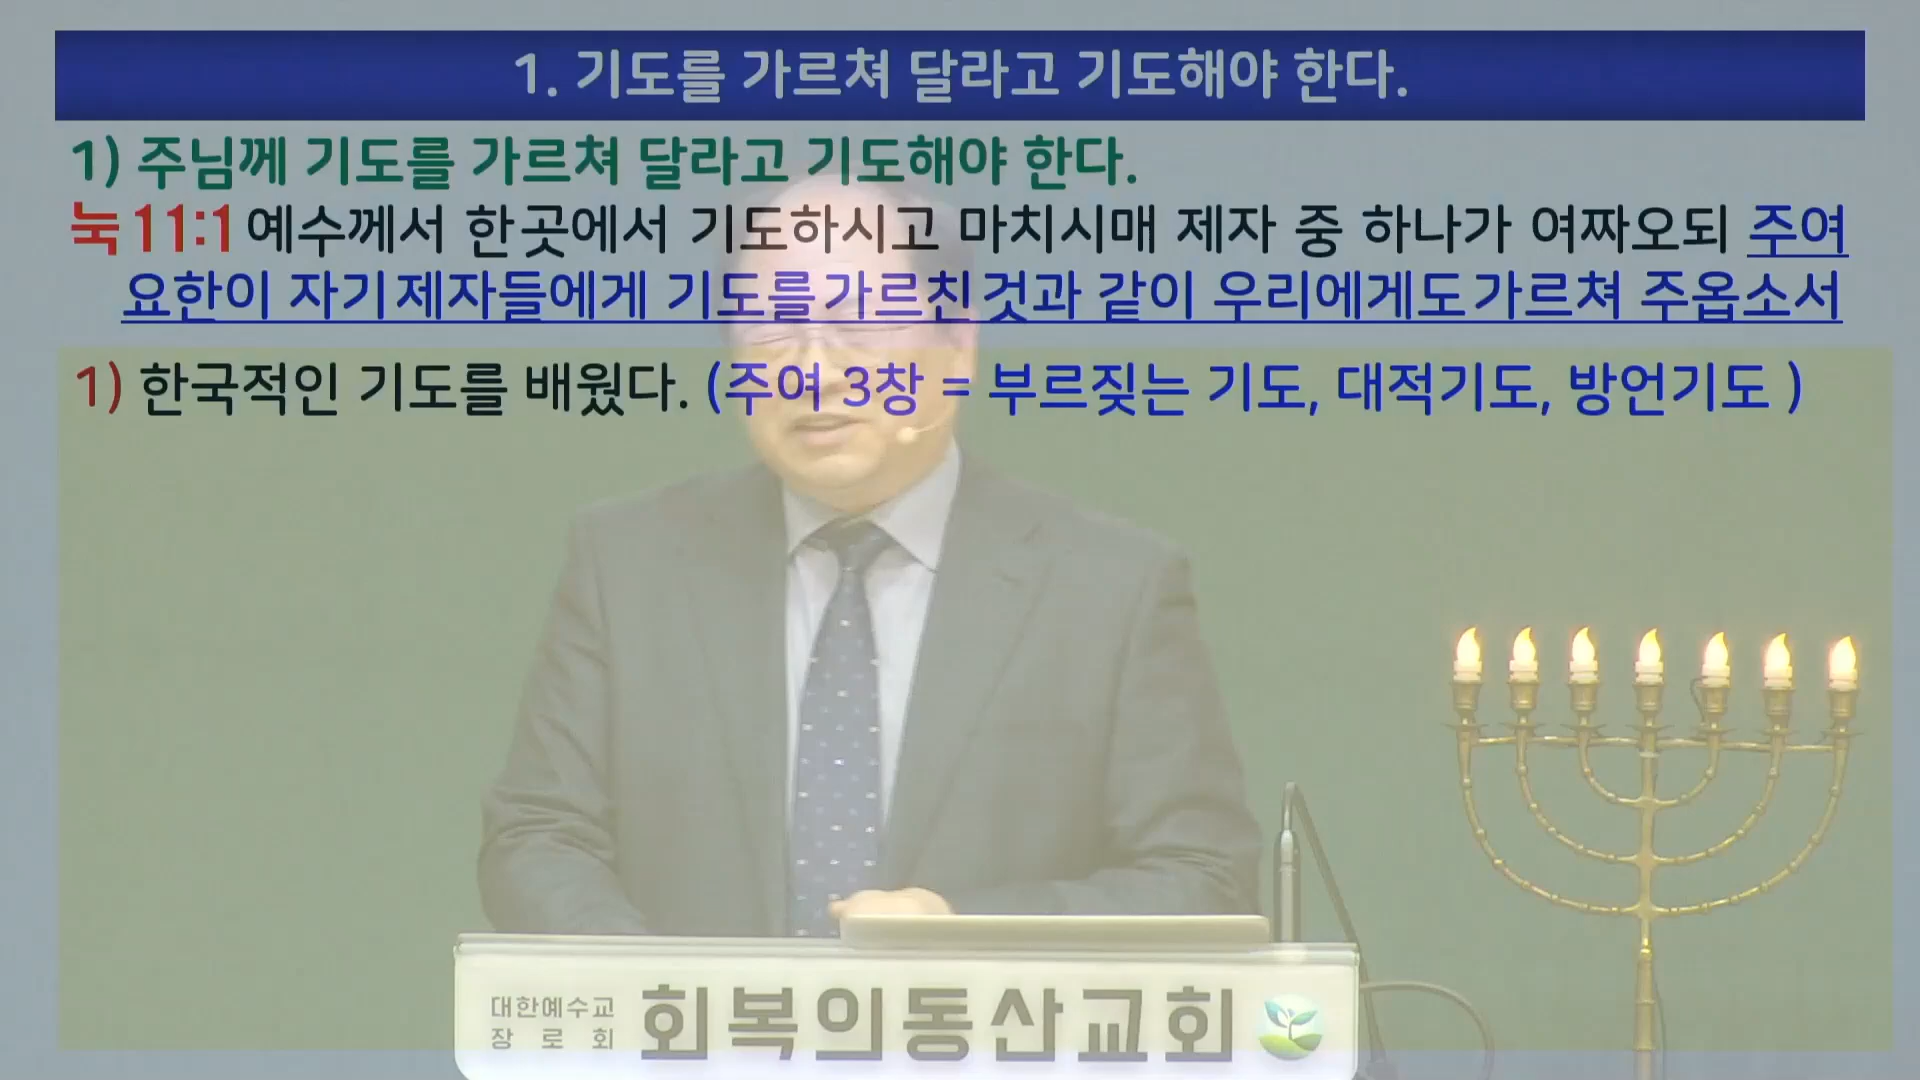 1. 기도를 가르쳐 달라고 기도해야 한다.
1) 주님께 기도를 가르쳐 달라고 기도해야 한다.
눅 11:1 예수께서 한 곳에서 기도하시고 마치시매 제자 중 하나가 여짜오되 주여
요한이 자기 제자들에게 기도를 가르친 것과 같이 우리에게도 가르쳐 주옵소서
1) 한국적인 기도를 배웠다. (주여 3창 = 부르짖는 기도, 대적기도, 방언기도 )
대한예수교
장 로 회
회복의동산교회